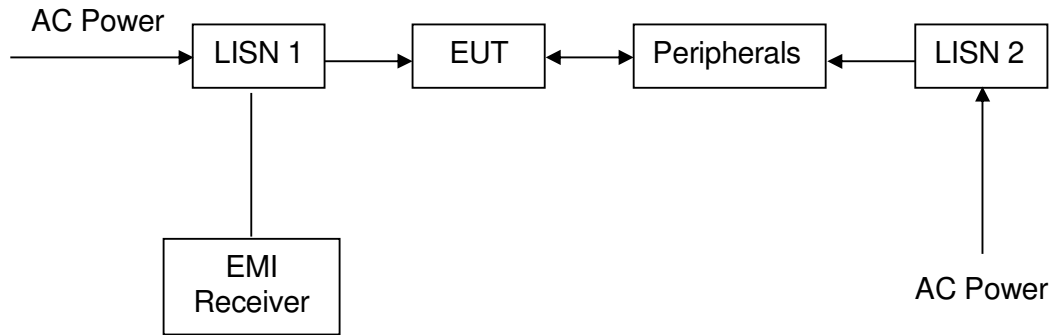 AC Power
LISN 1
EUT
Peripherals
LISN 2
EMI
Receiver
AC Power